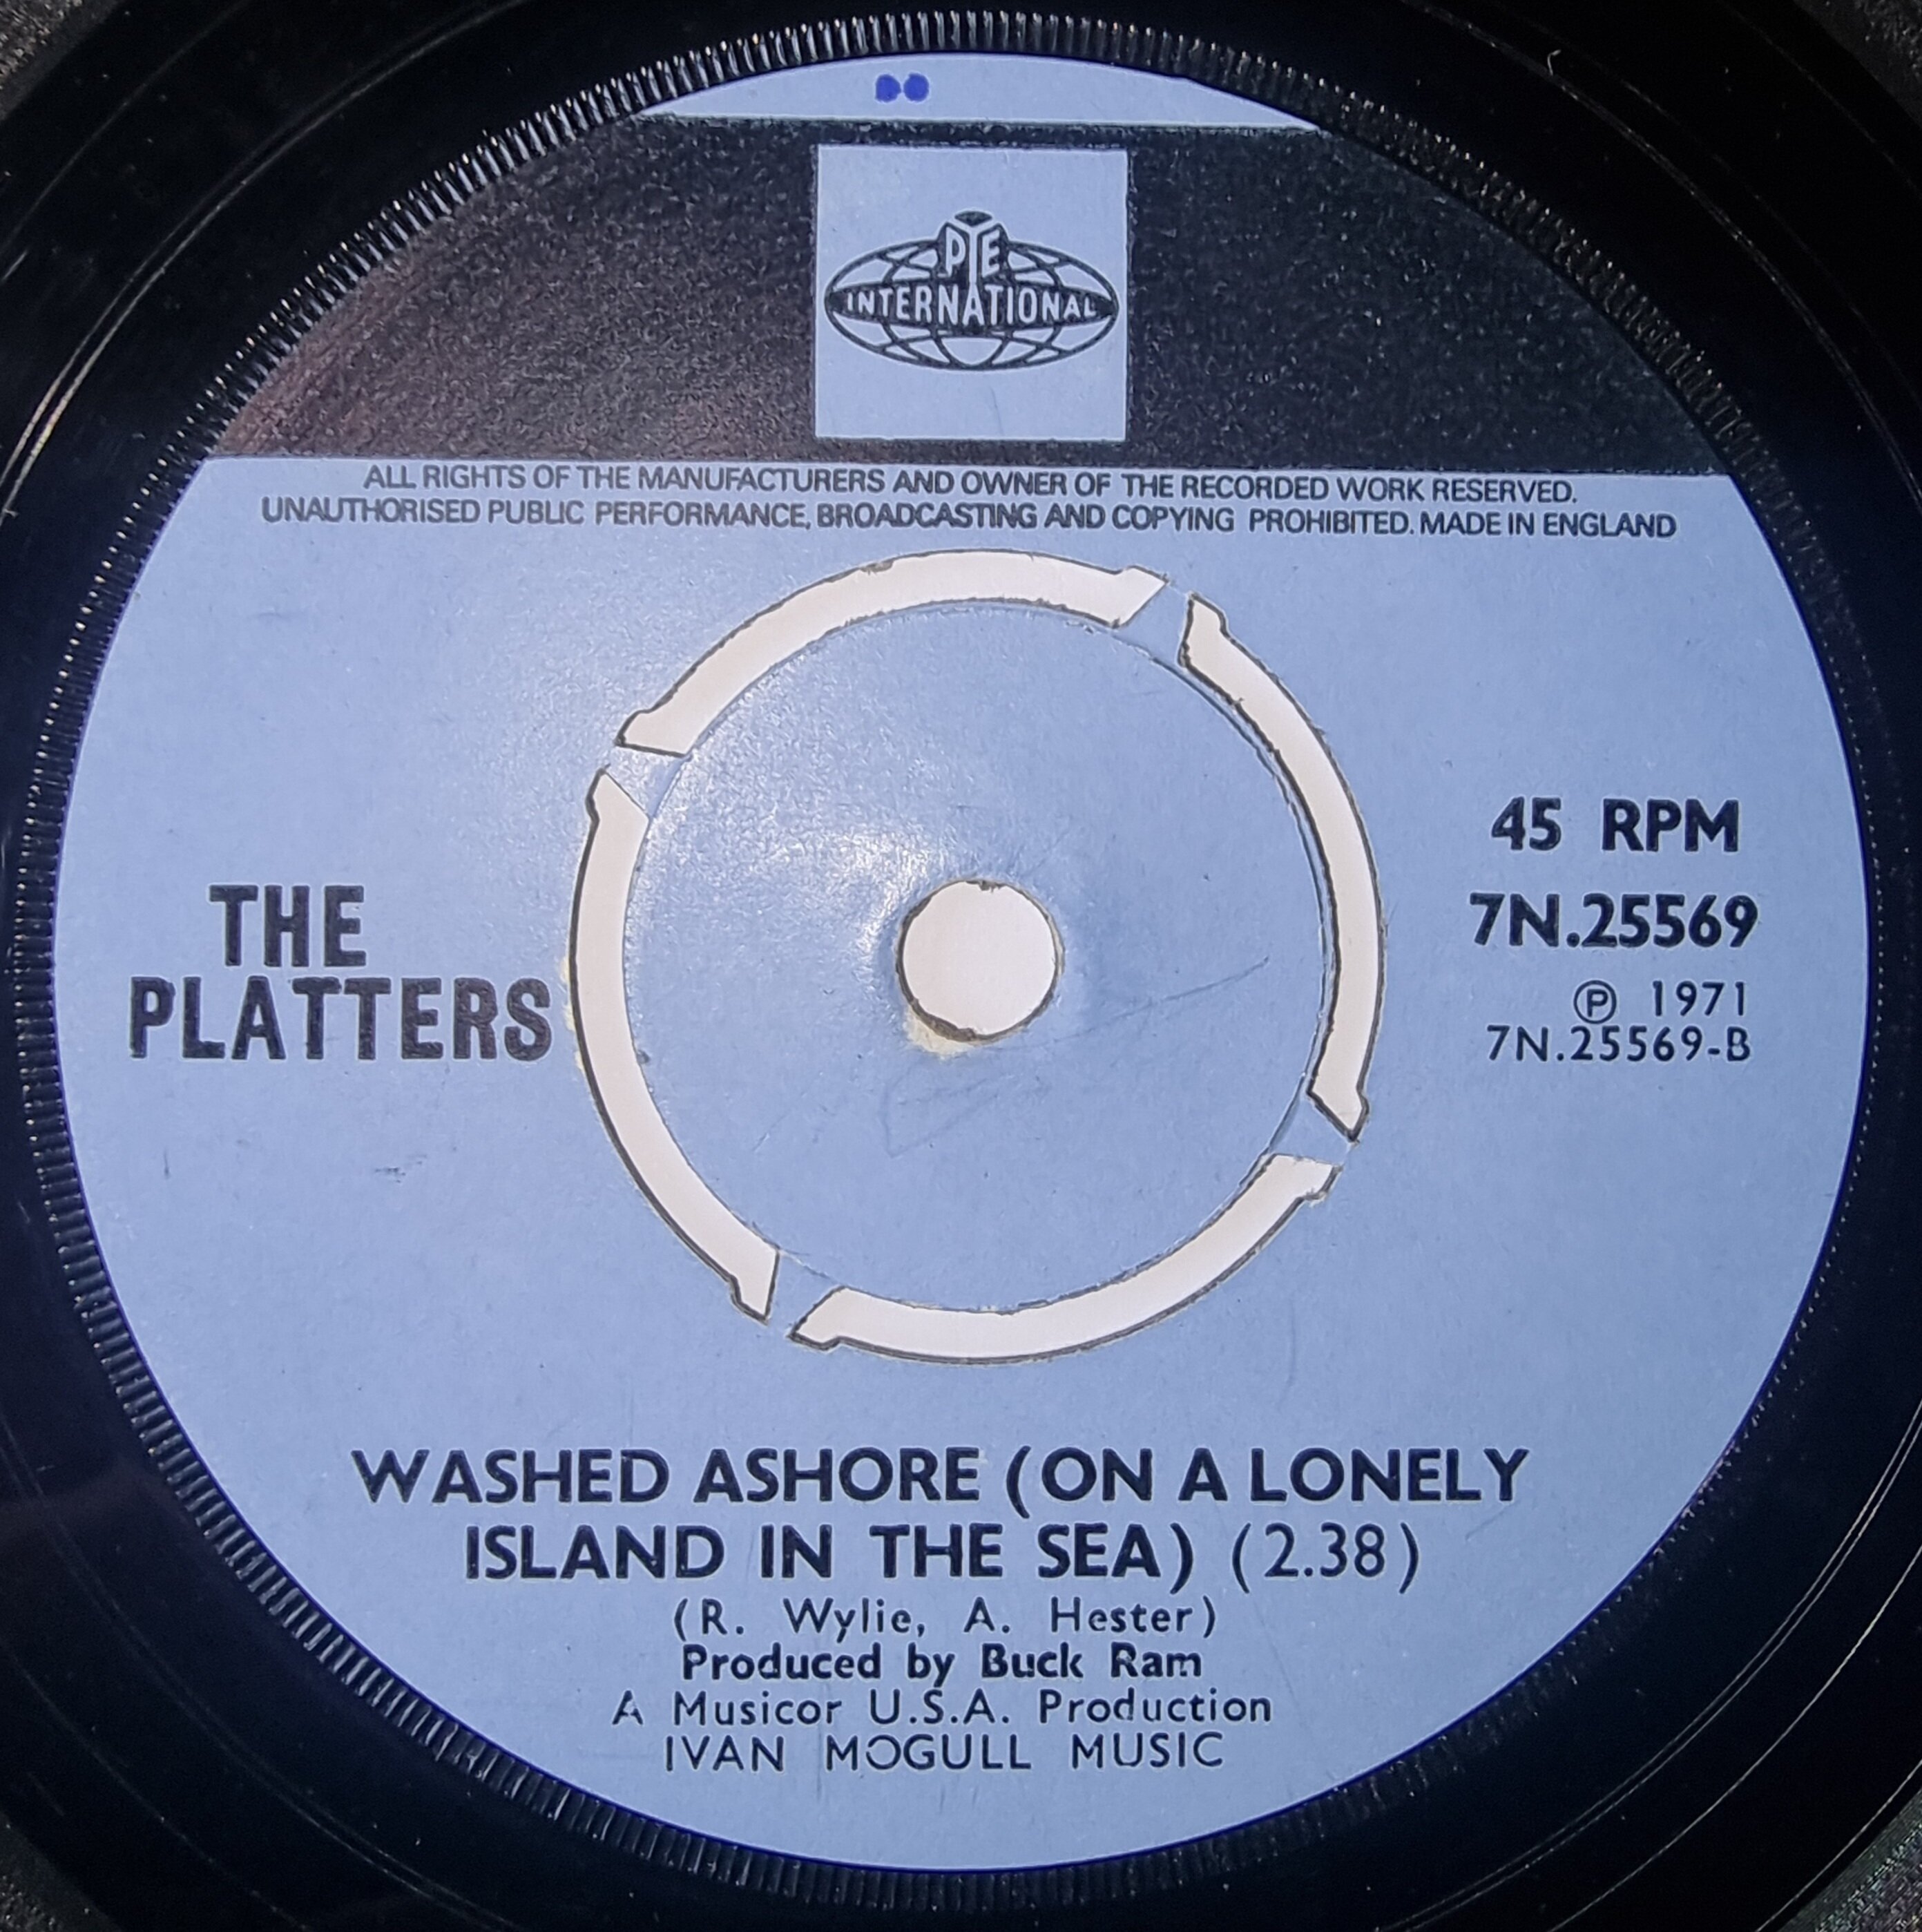 PYE
INTERNATIONAL
ALL RIGHTS OF THE MANUFACTURERS AND OWNER OF THE RECORDED WORK RESERVED.
UNAUTHORISED PUBLIC PERFORMANCE, BROADCASTING AND COPYING PROHIBITED. MADE IN ENGLAND
THE
PLATTERS
45 RPM
7N.25569
℗ 1971
7N.25569-B
WASHED ASHORE (ON A LONELY
ISLAND IN THE SEA) (2.38)
(R. Wylie, A. Hester)
Produced by Buck Ram
A Musicor U.S.A. Production
IVAN MOGULL MUSIC